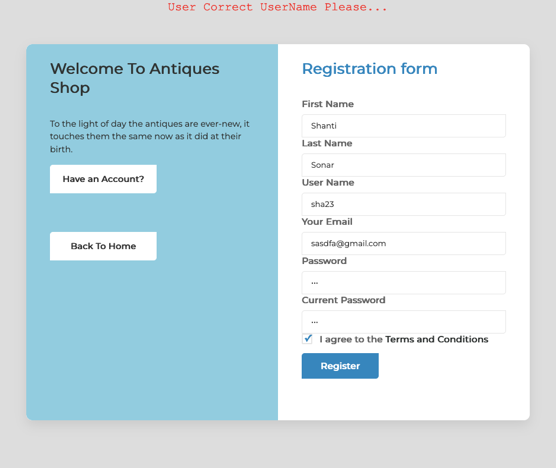 User Correct UserName Please...
Welcome To Antiques
Shop
To the light of day the antiques are ever-new, it
touches them the same now as it did at their
birth.
Have an Account?
Back To Home
Registration form
First Name
Shanti
Last Name
Sonar
User Name
sha23
Your Email
sasdfa@gmail.com
Password
•••
Current Password
•••
I agree to the Terms and Conditions
Register